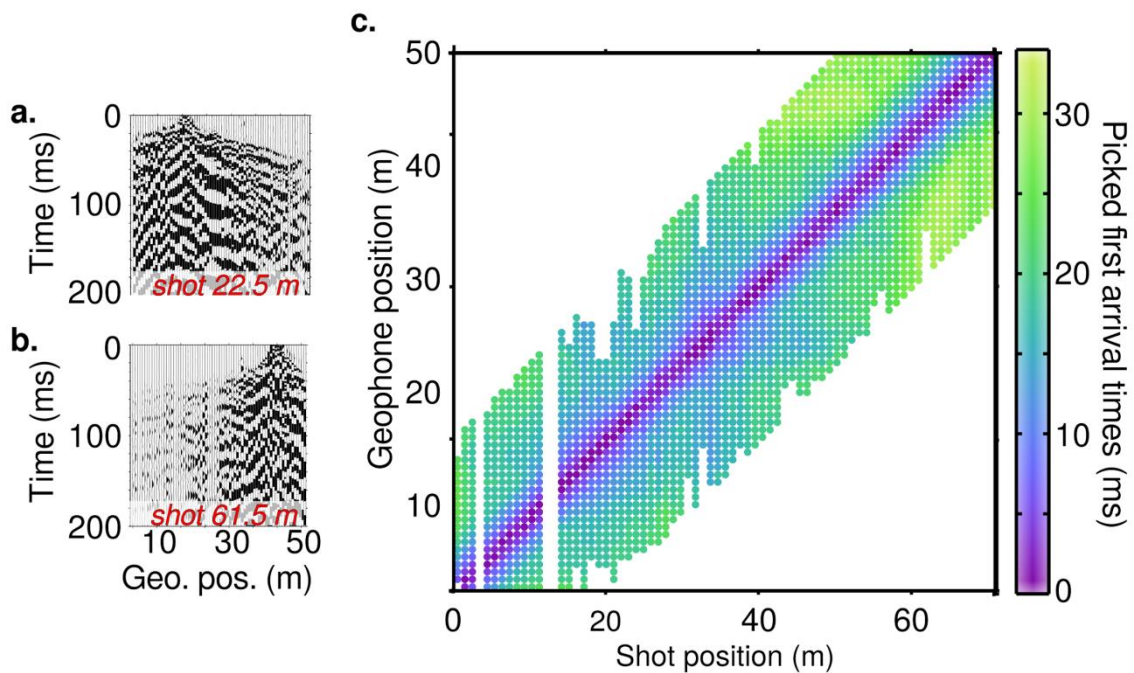 a.
0
100
200
Time (ms)
shot 22.5 m
b.
0
100
200
Time (ms)
shot 61.5 m
10 30 50
Geo. pos. (m)
c.
50
40
30
20
10
Geophone position (m)
0 20 40 60
Shot position (m)
30
20
10
0
Picked first arrival times (ms)